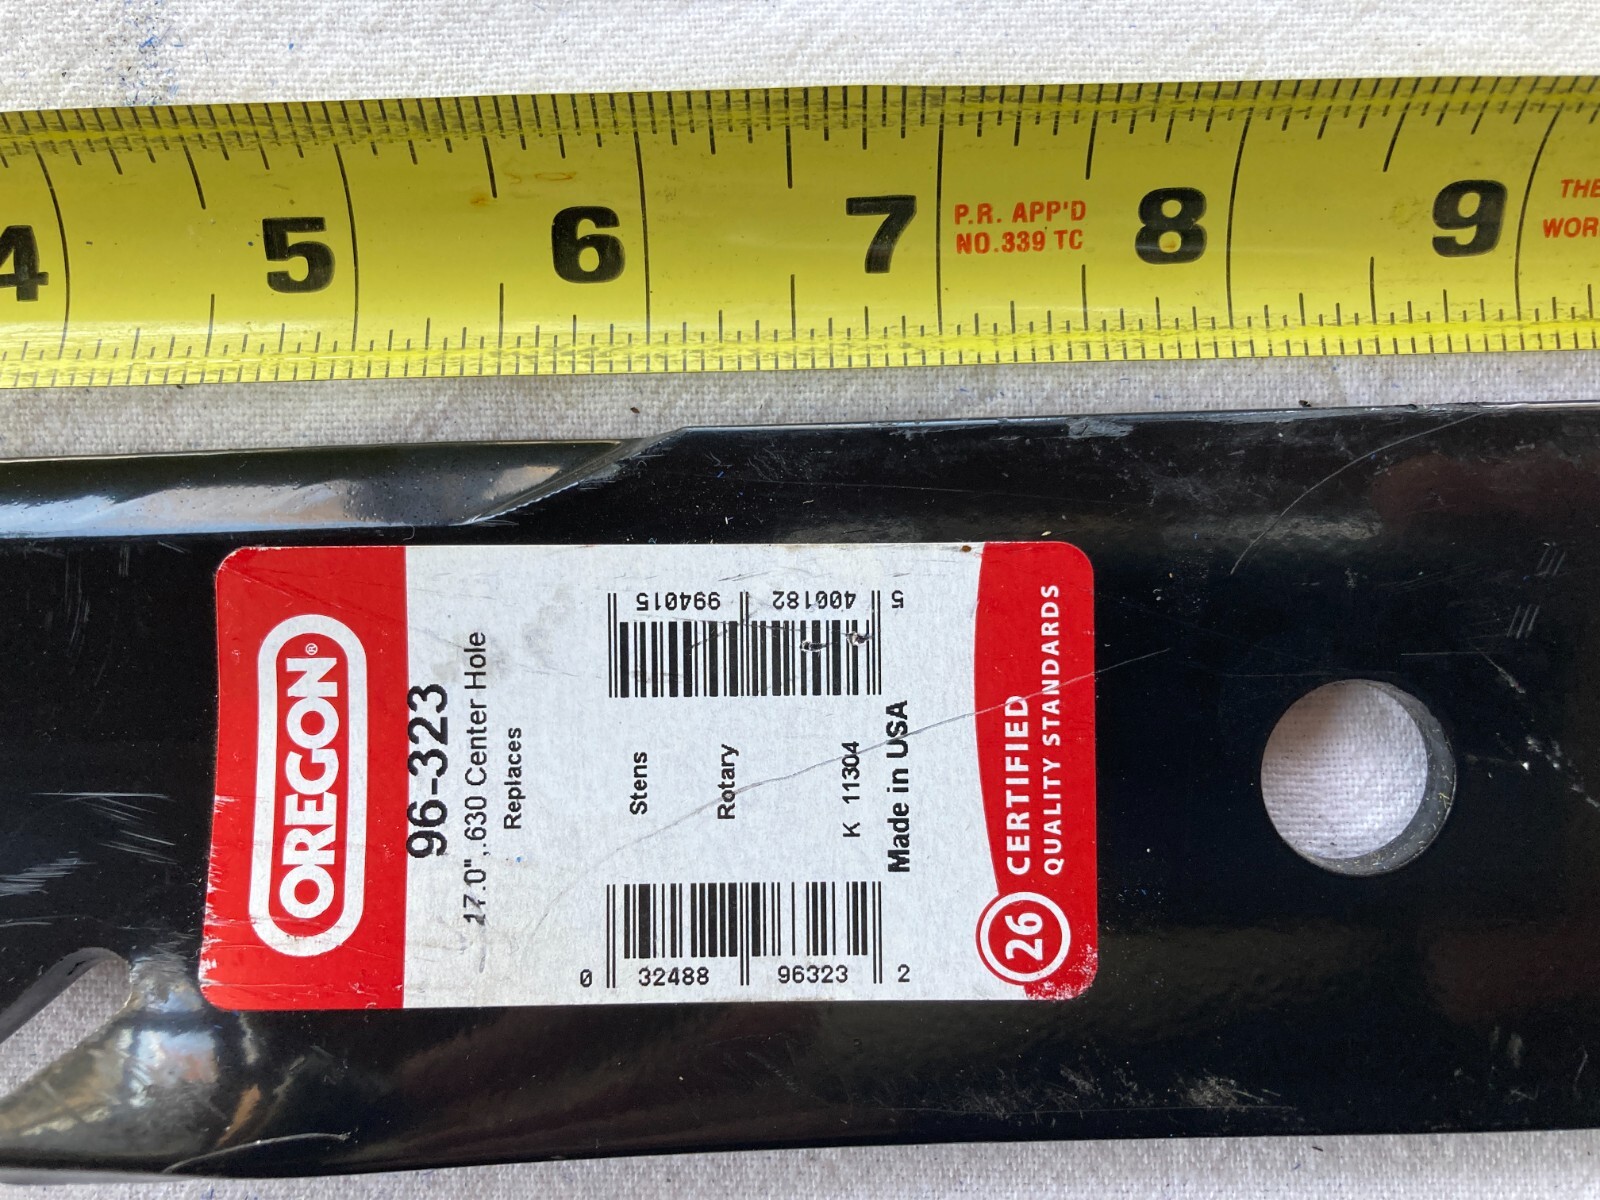 4 5 6 7 8 9
P.R. APP'D
NO.339 TC
THE
WOR
OREGON®
96-323
17.0", .630 Center Hole
Replaces
Stens
Rotary
K 11304
Made in USA
5 400182 994015
0 32488 96323 2
26
CERTIFIED
QUALITY STANDARDS